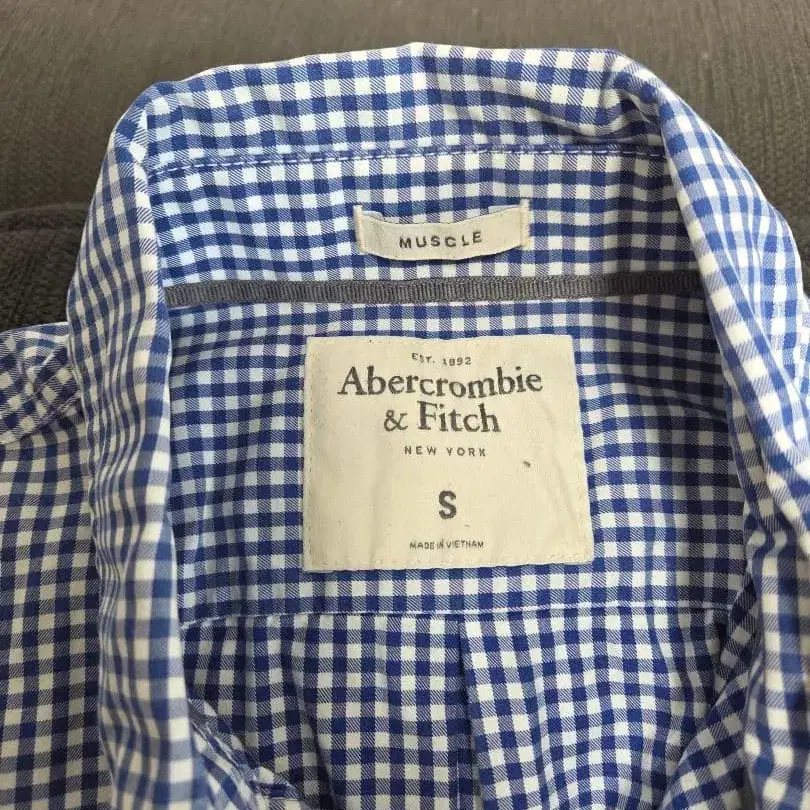 MUSCLE
EST. 1892
Abercrombie
& Fitch
NEW YORK
S
MADE IN VIETNAM